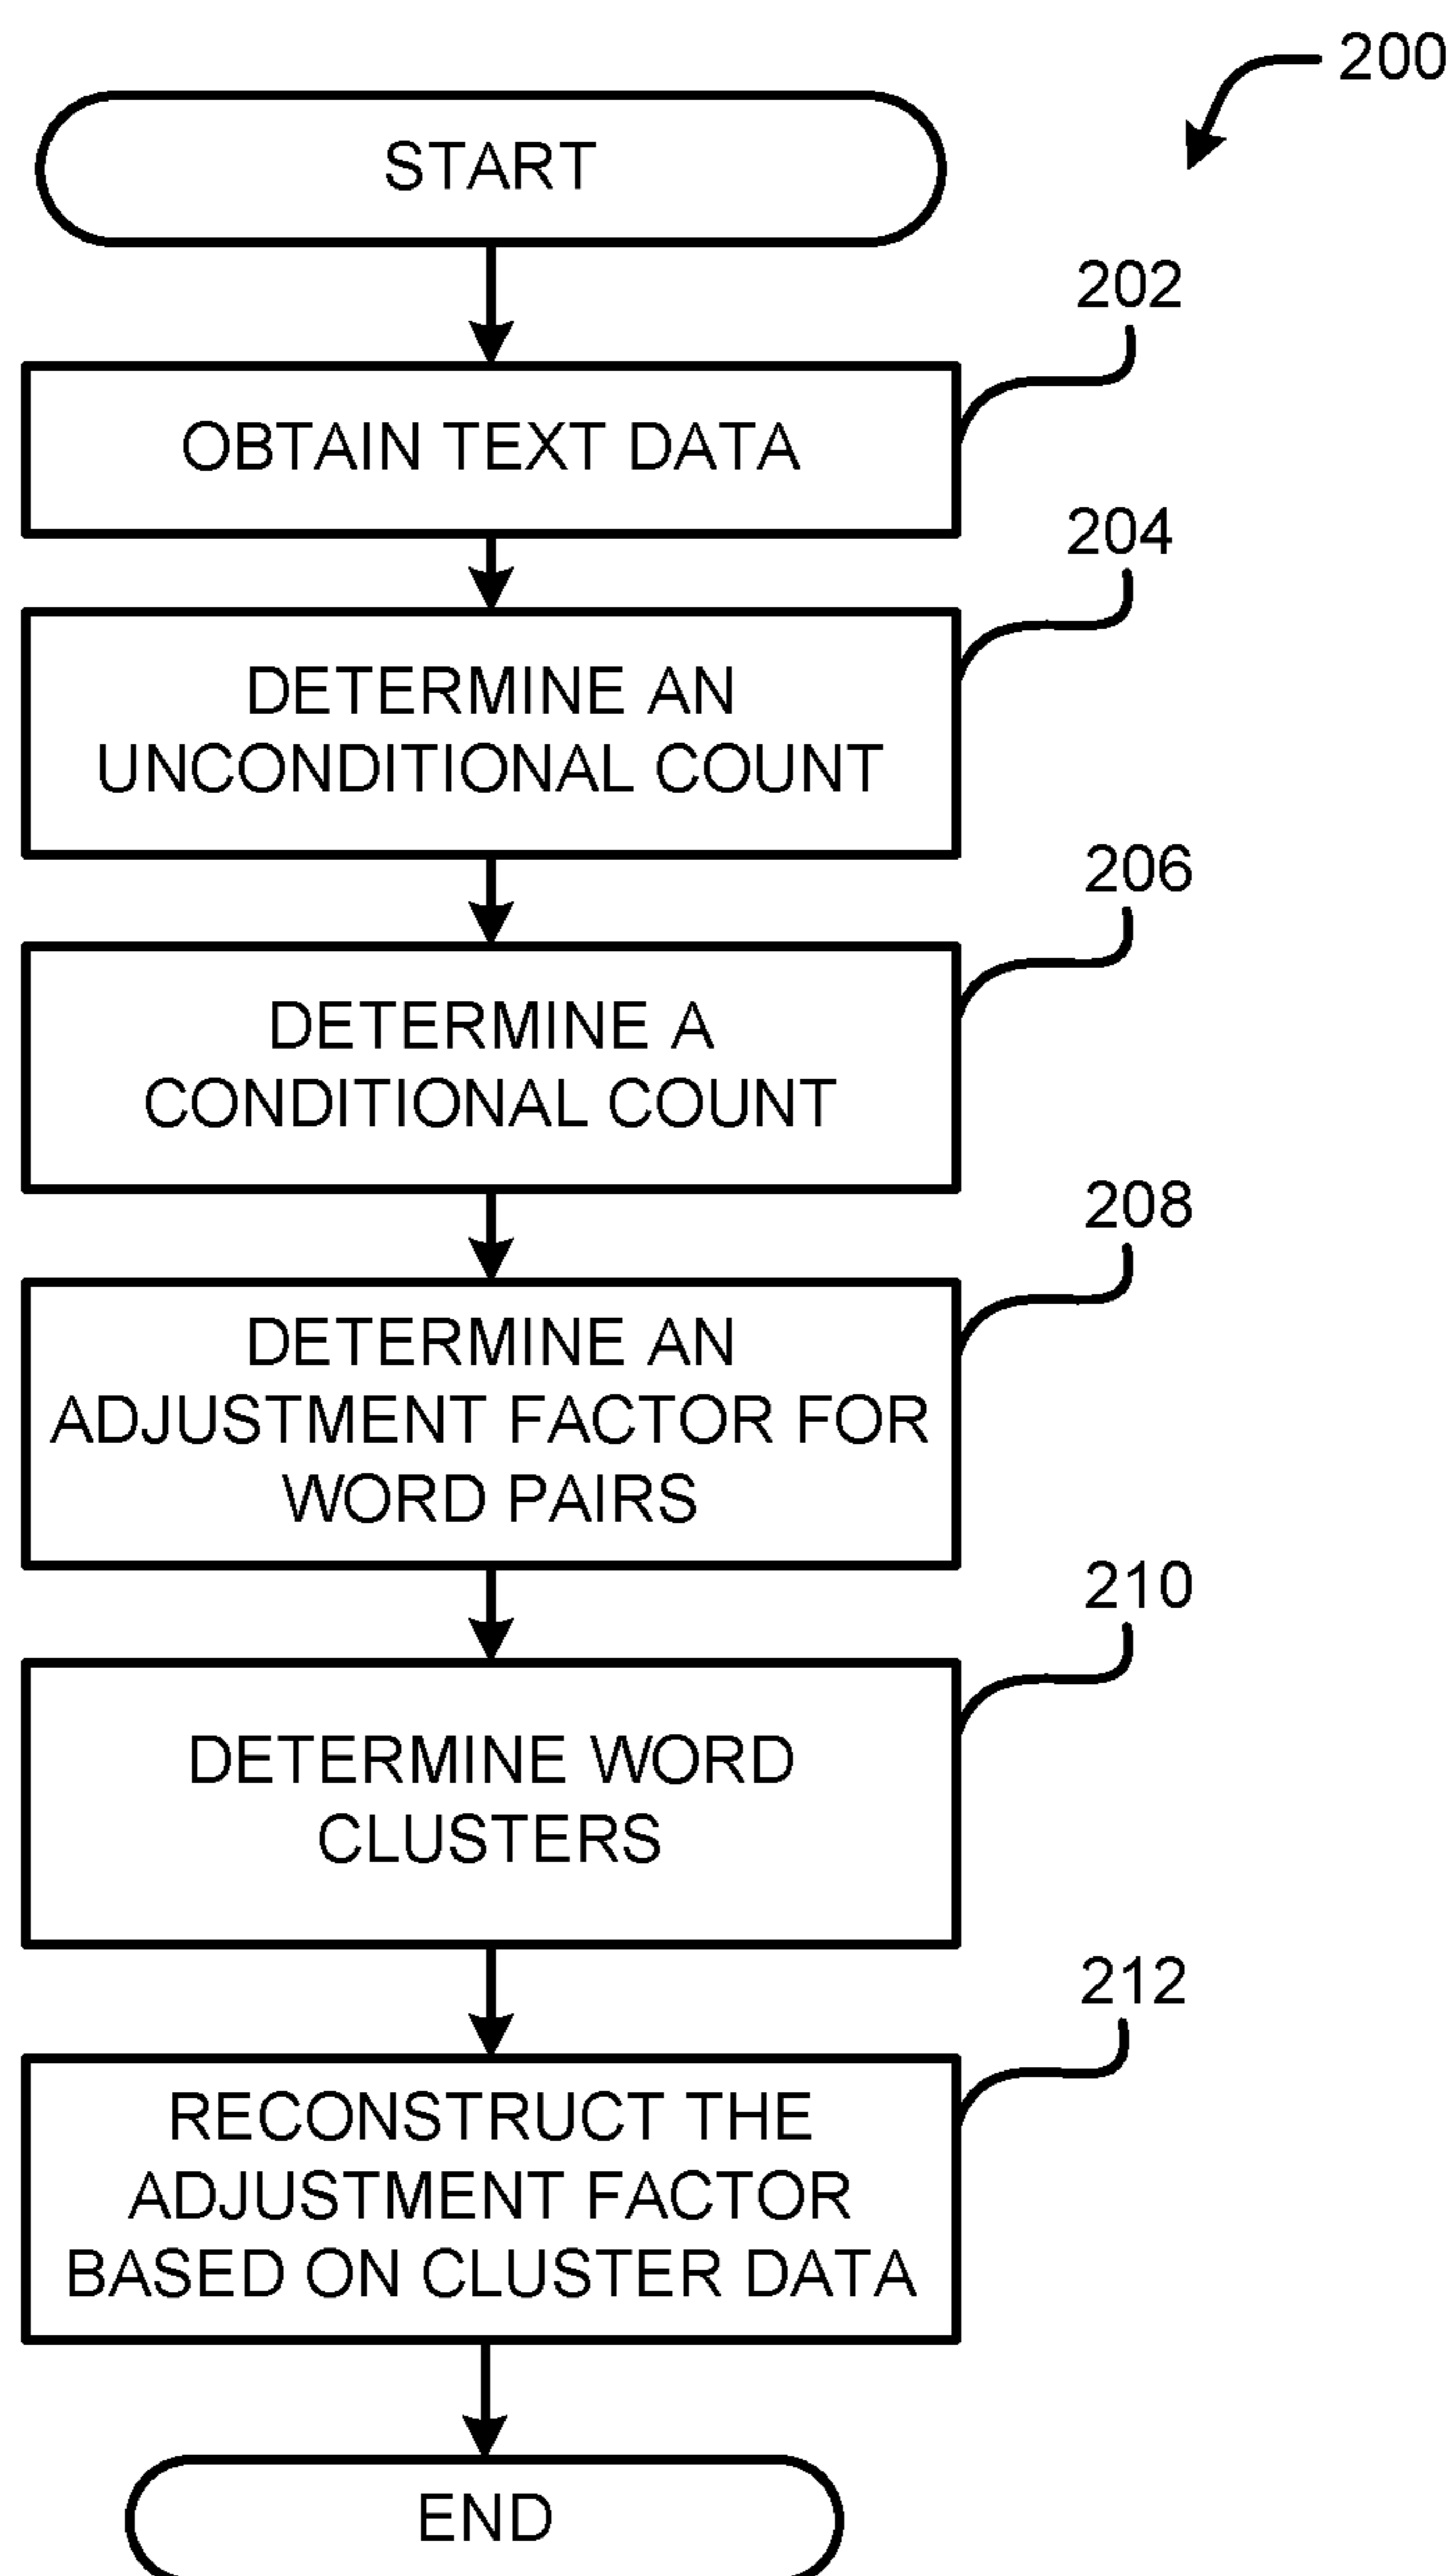 200
START
202
OBTAIN TEXT DATA
204
DETERMINE AN
UNCONDITIONAL COUNT
206
DETERMINE A
CONDITIONAL COUNT
208
DETERMINE AN
ADJUSTMENT FACTOR FOR
WORD PAIRS
210
DETERMINE WORD
CLUSTERS
212
RECONSTRUCT THE
ADJUSTMENT FACTOR
BASED ON CLUSTER DATA
END